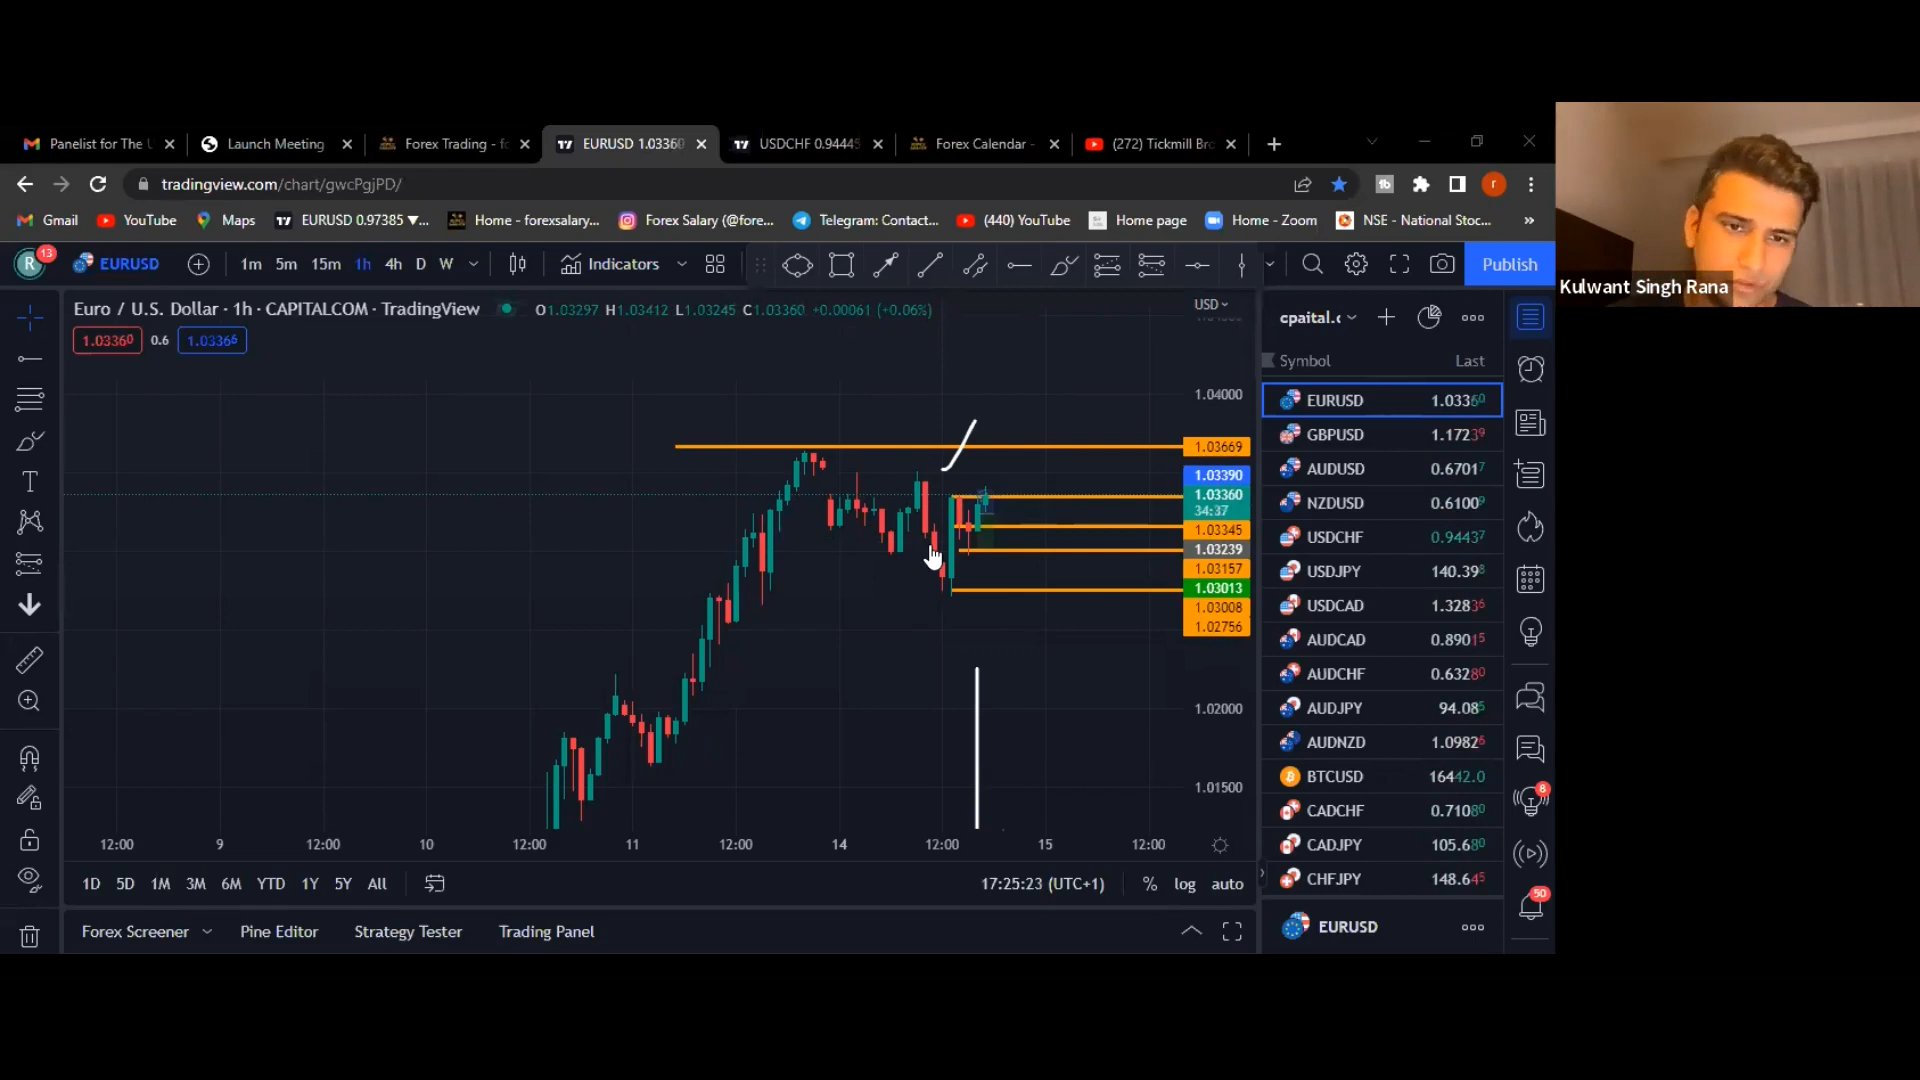 Panelist for The U
Launch Meeting
Forex Trading - fo
EURUSD 1.03360
USDCHF 0.94445
Forex Calendar -
(272) Tickmill Bro
tradingview.com/chart/gwcPgjPD/
tb
r
Gmail
YouTube
Maps
EURUSD 0.97385 ▼...
Home - forexsalary...
Forex Salary (@fore...
Telegram: Contact...
(440) YouTube
Home page
Home - Zoom
NSE - National Stoc...
»
R
13
EURUSD
1m 5m 15m 1h 4h D W
Indicators
Publish
Kulwant Singh Rana
Euro / U.S. Dollar · 1h · CAPITALCOM · TradingView
O1.03297 H1.03412 L1.03245 C1.03360 +0.00061 (+0.06%)
1.03360 0.6 1.03366
USD
1.04000
1.03669
1.03390
1.03360
34:37
1.03345
1.03239
1.03157
1.03013
1.03008
1.02756
1.02000
1.01500
12:00 9 12:00 10 12:00 11 12:00 14 12:00 15 12:00
1D 5D 1M 3M 6M YTD 1Y 5Y All
17:25:23 (UTC+1)
% log auto
Forex Screener
Pine Editor
Strategy Tester
Trading Panel
cpaital.c
Symbol Last
EURUSD 1.03360
GBPUSD 1.17239
AUDUSD 0.67017
NZDUSD 0.61009
USDCHF 0.94437
USDJPY 140.398
USDCAD 1.32836
AUDCAD 0.89015
AUDCHF 0.63280
AUDJPY 94.085
AUDNZD 1.09826
BTCUSD 16442.0
CADCHF 0.71080
CADJPY 105.680
CHFJPY 148.645
EURUSD
8
50